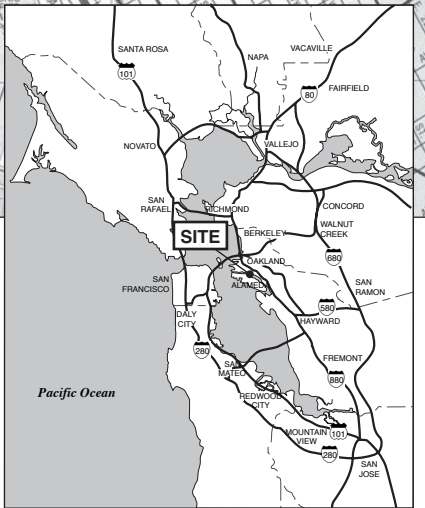 SANTA ROSA
NAPA
VACAVILLE
101
80
FAIRFIELD
NOVATO
VALLEJO
SAN
RAFAEL
RICHMOND
CONCORD
WALNUT
CREEK
SITE
BERKELEY
OAKLAND
680
ALAMEDA
SAN
FRANCISCO
SAN
RAMON
580
DALY
CITY
HAYWARD
280
SAN
MATEO
FREMONT
880
Pacific Ocean
REDWOOD
CITY
MOUNTAIN
VIEW
101
280
SAN
JOSE